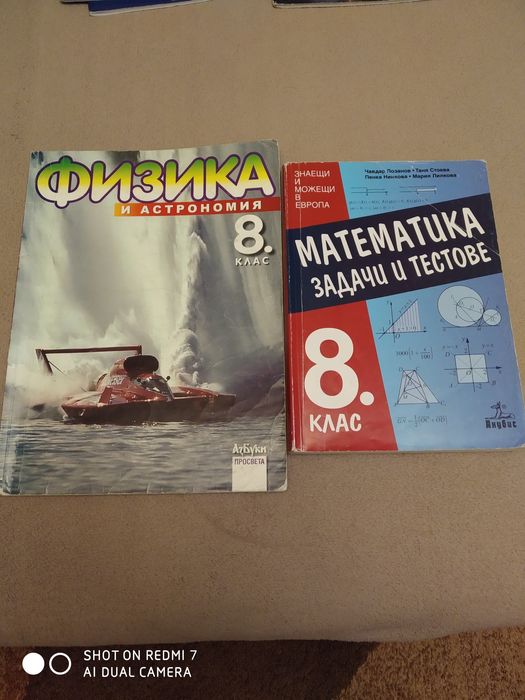 ФИЗИКА
И АСТРОНОМИЯ
8.
КЛАС
АзБуки
ПРОСВЕТА
ЗНАЕЩИ
И
МОЖЕЩИ
В
ЕВРОПА
Чавдар Лозанов • Таня Стоева
Пенка Нинкова • Мария Лилкова
МАТЕМАТИКА
ЗАДАЧИ И ТЕСТОВЕ
8.
КЛАС
Анубис
SHOT ON REDMI 7
AI DUAL CAMERA